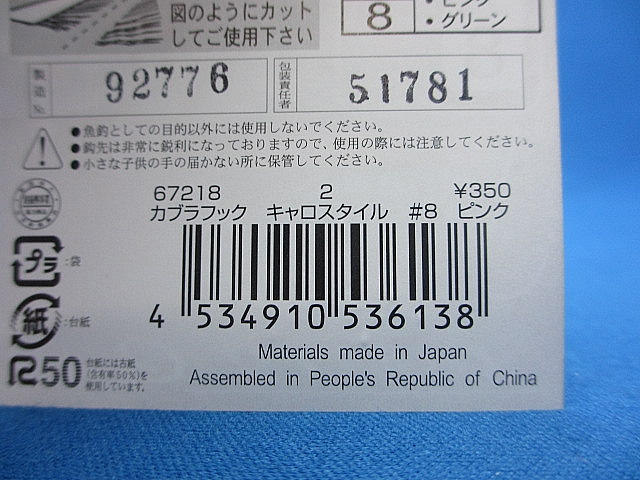 図のようにカット
してご使用下さい
8
・グリーン
製造No.
92776
包装責任者
51781
●魚釣としての目的以外には使用しないでください。
●鈎先は非常に鋭利になっておりますので、使用の際には注意してください。
●小さな子供の手の届かない所に保管してください。
67218 2 ¥350
カブラフック キャロスタイル #8 ピンク
プラ :袋
紙 :台紙
4 534910 536138
R50
台紙には古紙
(含有率50%)を
使用しています。
Materials made in Japan
Assembled in People's Republic of China